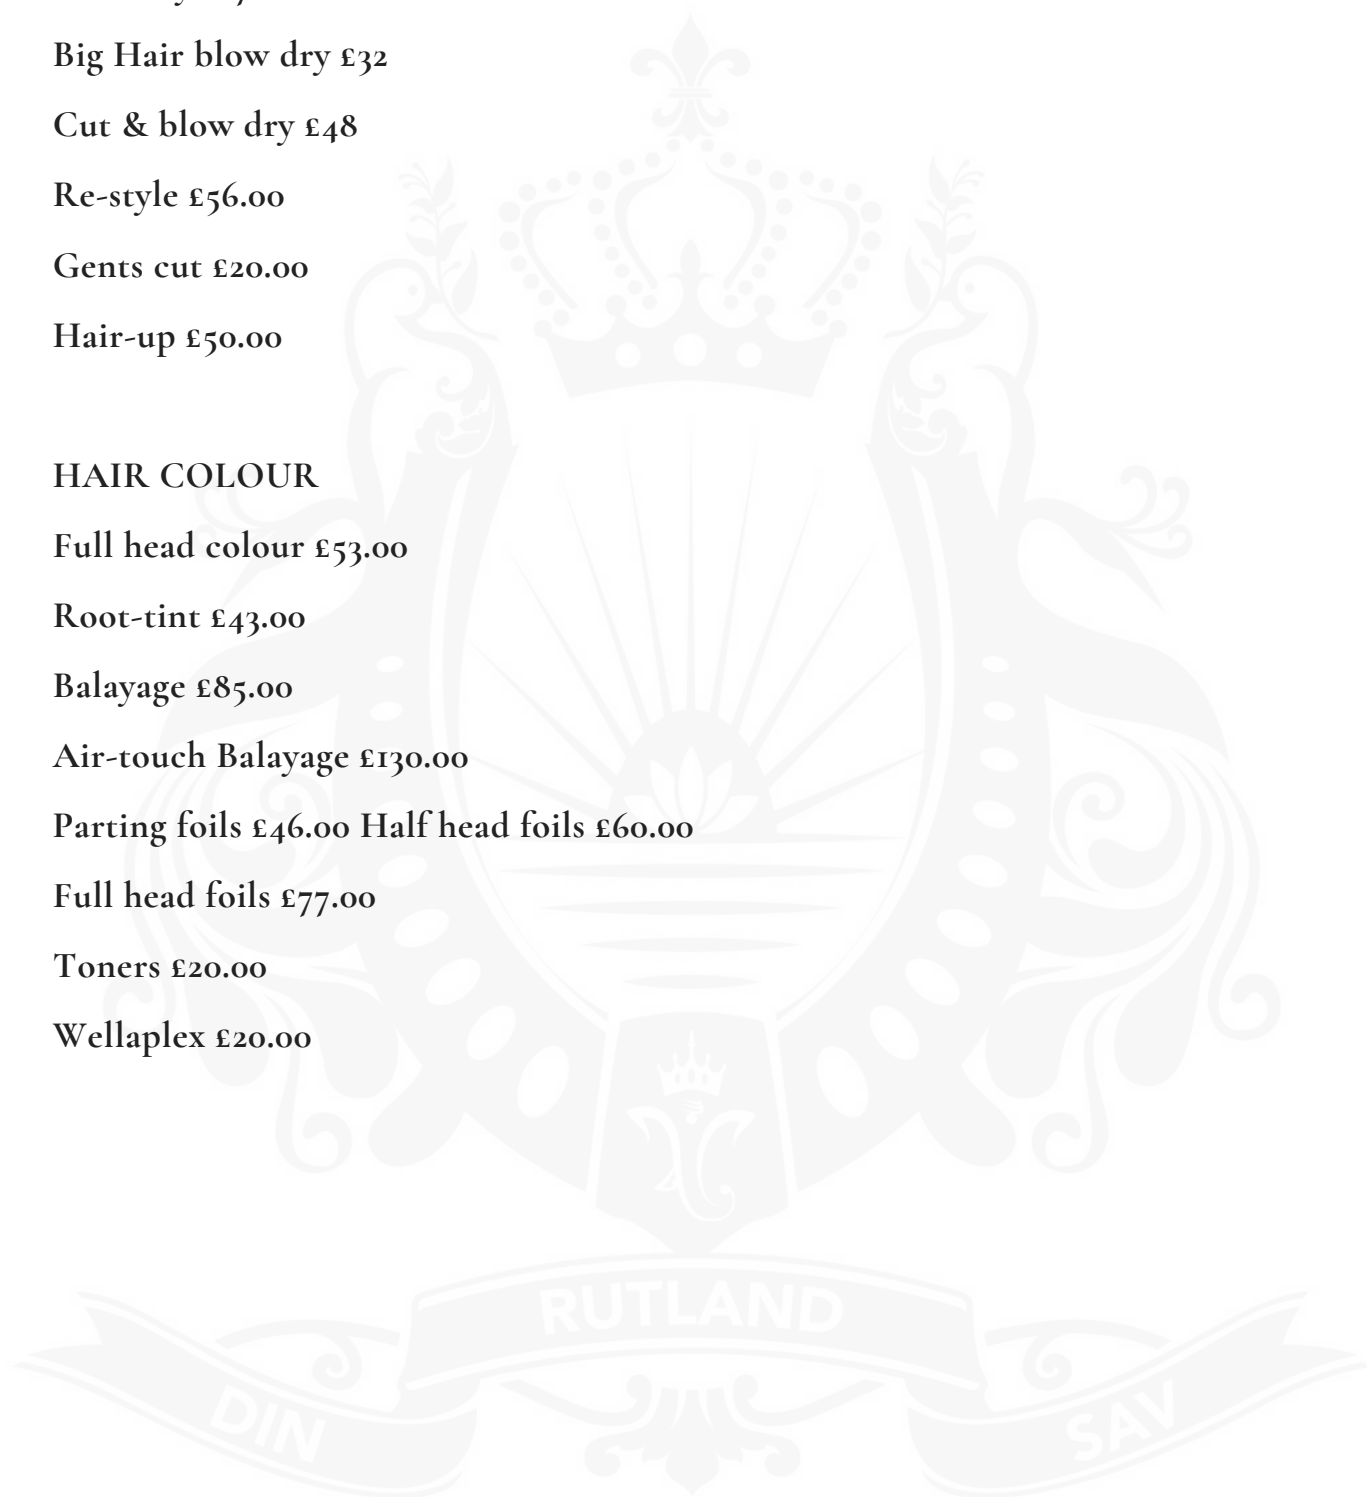 Big Hair blow dry £32
Cut & blow dry £48
Re-style £56.00
Gents cut £20.00
Hair-up £50.00
HAIR COLOUR
Full head colour £53.00
Root-tint £43.00
Balayage £85.00
Air-touch Balayage £130.00
Parting foils £46.00 Half head foils £60.00
Full head foils £77.00
Toners £20.00
Wellaplex £20.00
RUTLAND
DIN
SAV